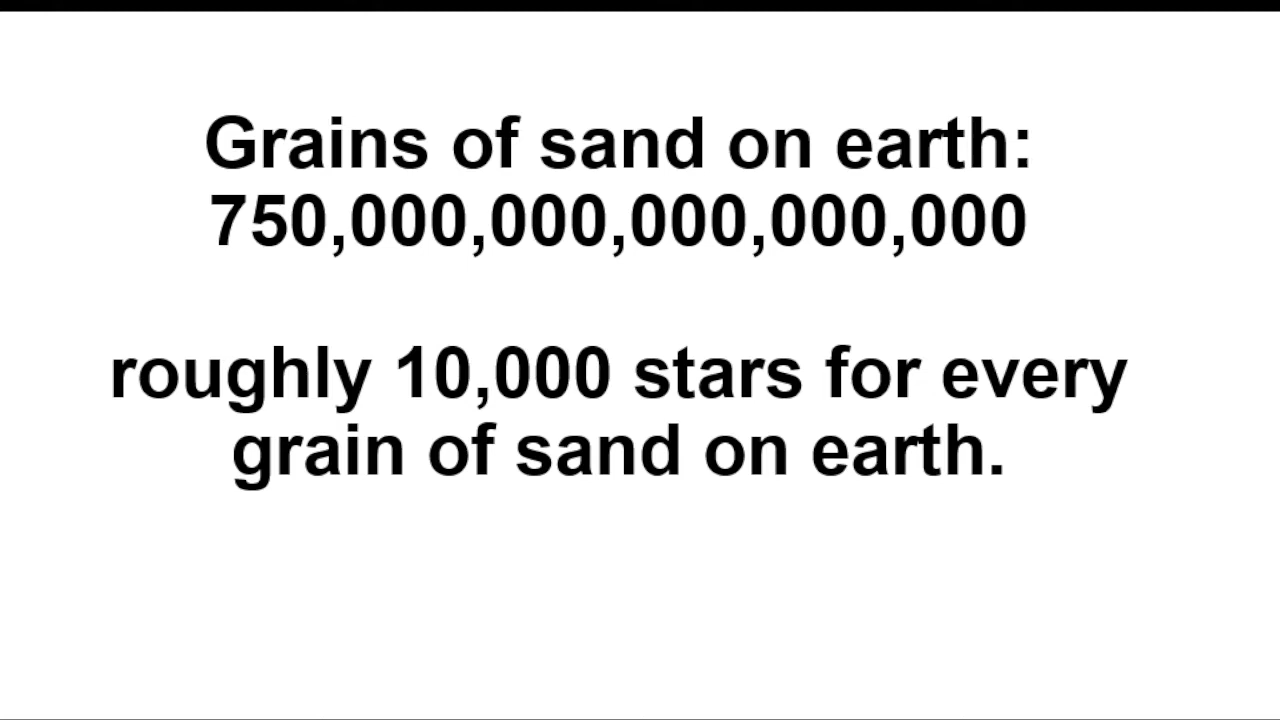 Grains of sand on earth:
750,000,000,000,000,000
roughly 10,000 stars for every
grain of sand on earth.